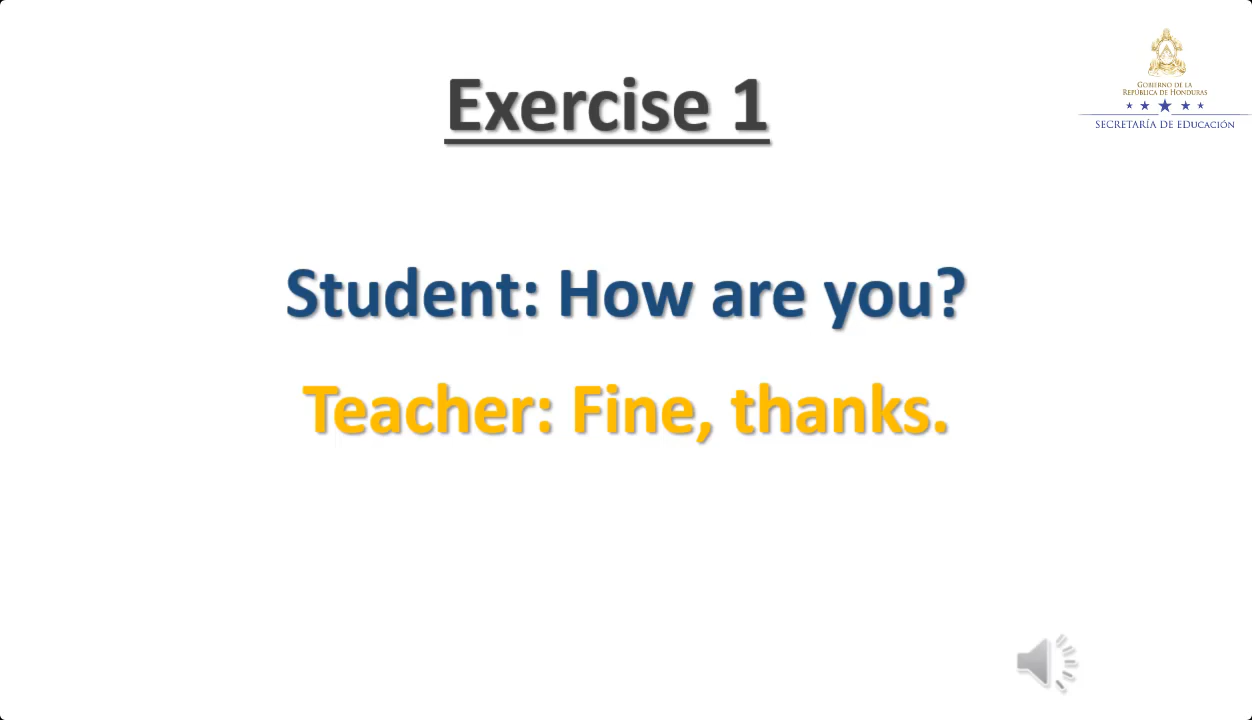 Exercise 1
GOBIERNO DE LA
REPÚBLICA DE HONDURAS
SECRETARÍA DE EDUCACIÓN
Student: How are you?
Teacher: Fine, thanks.